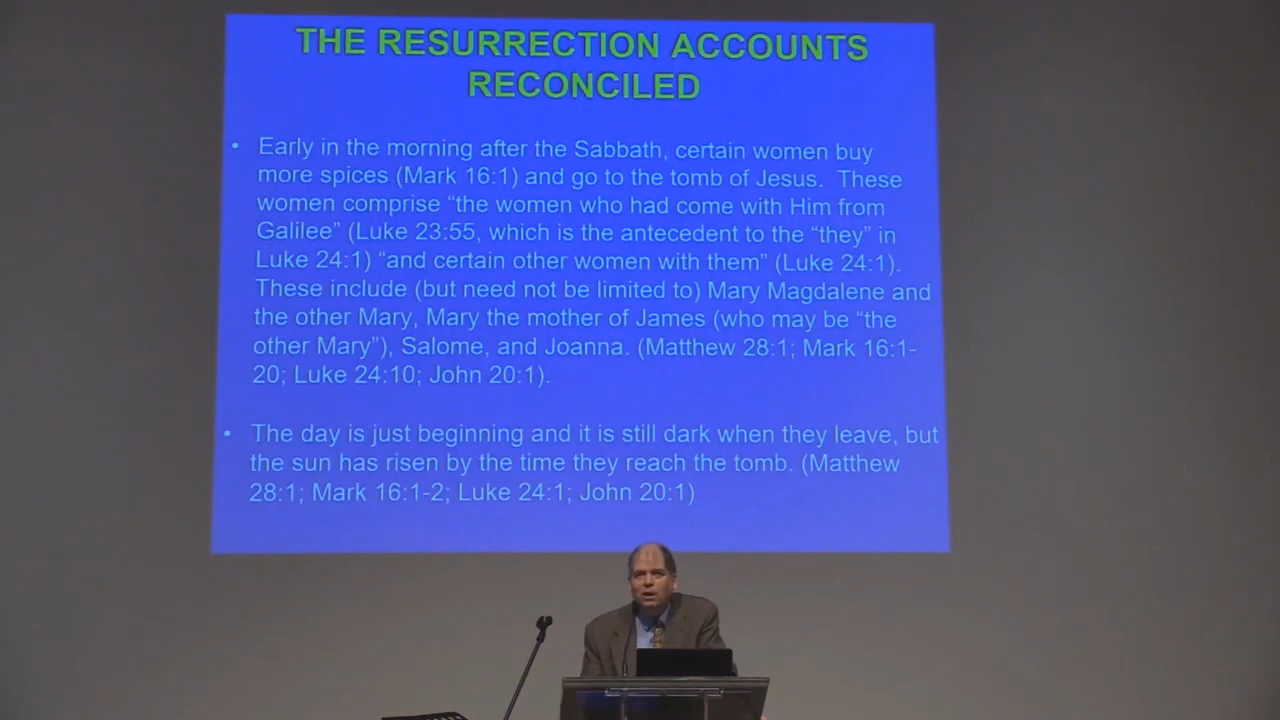 THE RESURRECTION ACCOUNTS
RECONCILED
• Early in the morning after the Sabbath, certain women buy
more spices (Mark 16:1) and go to the tomb of Jesus. These
women comprise “the women who had come with Him from
Galilee” (Luke 23:55, which is the antecedent to the “they” in
Luke 24:1) “and certain other women with them” (Luke 24:1).
These include (but need not be limited to) Mary Magdalene and
the other Mary, Mary the mother of James (who may be “the
other Mary”), Salome, and Joanna. (Matthew 28:1; Mark 16:1-
20; Luke 24:10; John 20:1).
• The day is just beginning and it is still dark when they leave, but
the sun has risen by the time they reach the tomb. (Matthew
28:1; Mark 16:1-2; Luke 24:1; John 20:1)